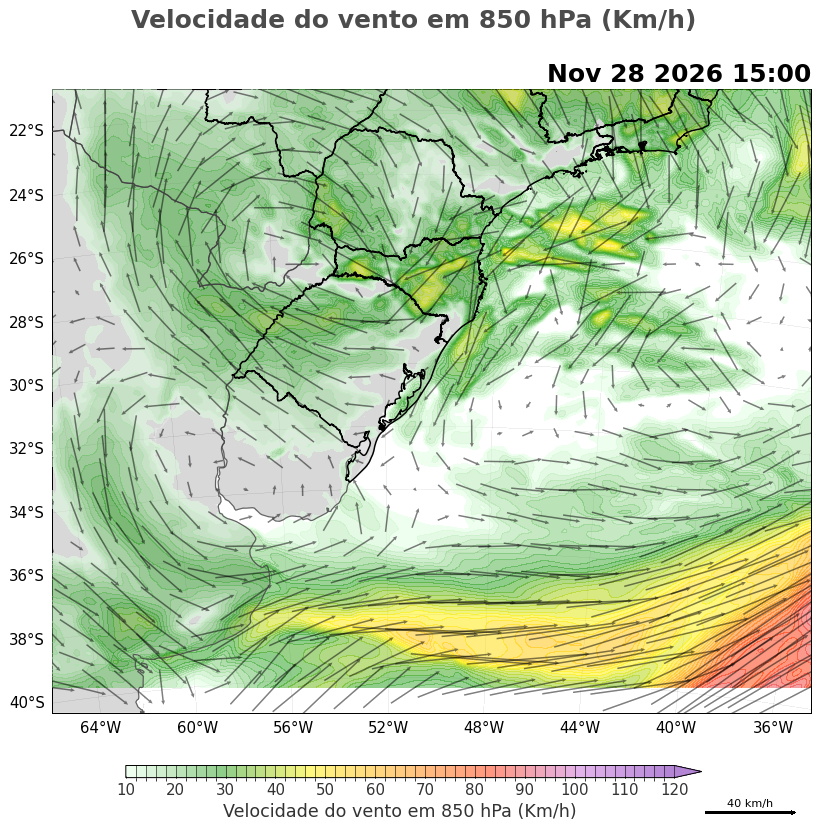 Velocidade do vento em 850 hPa (Km/h)
Nov 28 2026 15:00
22°S
24°S
26°S
28°S
30°S
32°S
34°S
36°S
38°S
40°S
64°W 60°W 56°W 52°W 48°W 44°W 40°W 36°W
10 20 30 40 50 60 70 80 90 100 110 120
Velocidade do vento em 850 hPa (Km/h)
40 km/h